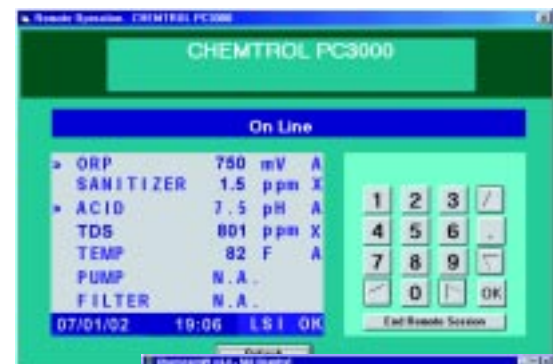 Remote Operation CHEMTROL PC3000
CHEMTROL PC3000
On Line
» ORP 750 mV A
SANITIZER 1.5 ppm X
» ACID 7.5 pH A
TDS 801 ppm X
TEMP 82 F A
PUMP N.A.
FILTER N.A.
07/01/02 19:06 LSI OK
1 2 3 /
4 5 6 .
7 8 9
0 OK
End Remote Session